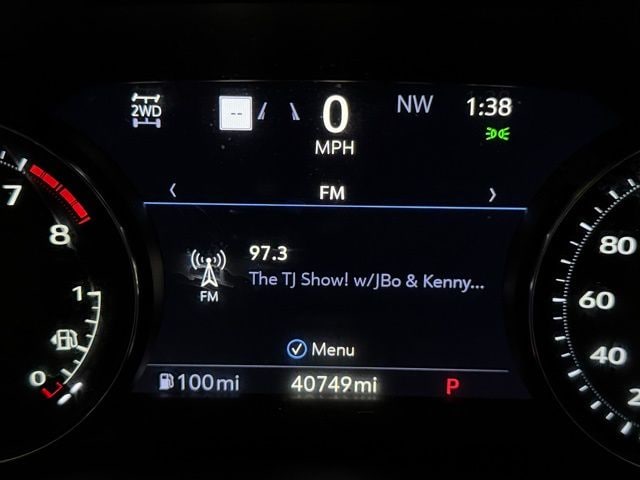 2WD
--
0
MPH
NW
1:38
FM
97.3
The TJ Show! w/JBo & Kenny...
FM
Menu
100mi
40749mi
P
7
8
1
0
80
60
40
2